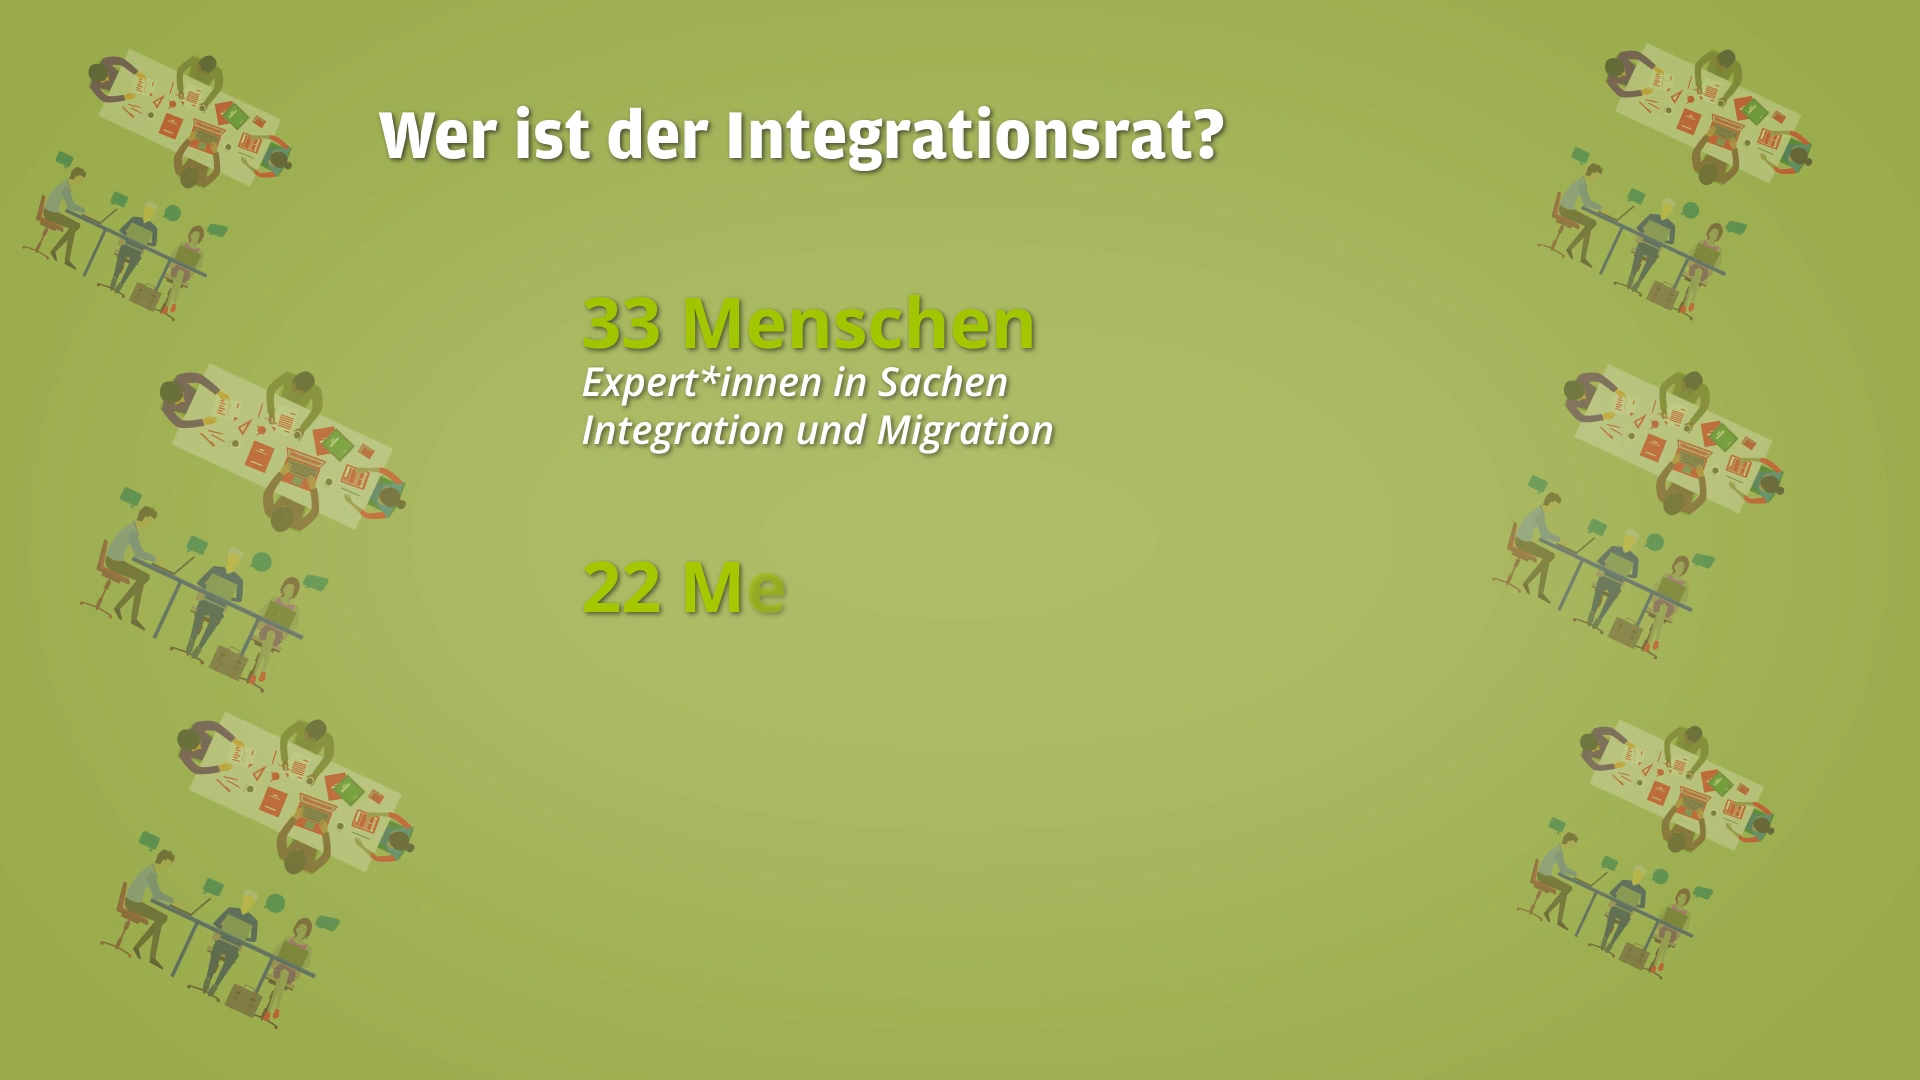 Wer ist der Integrationsrat?
33 Menschen
Expert*innen in Sachen
Integration und Migration
22 Me